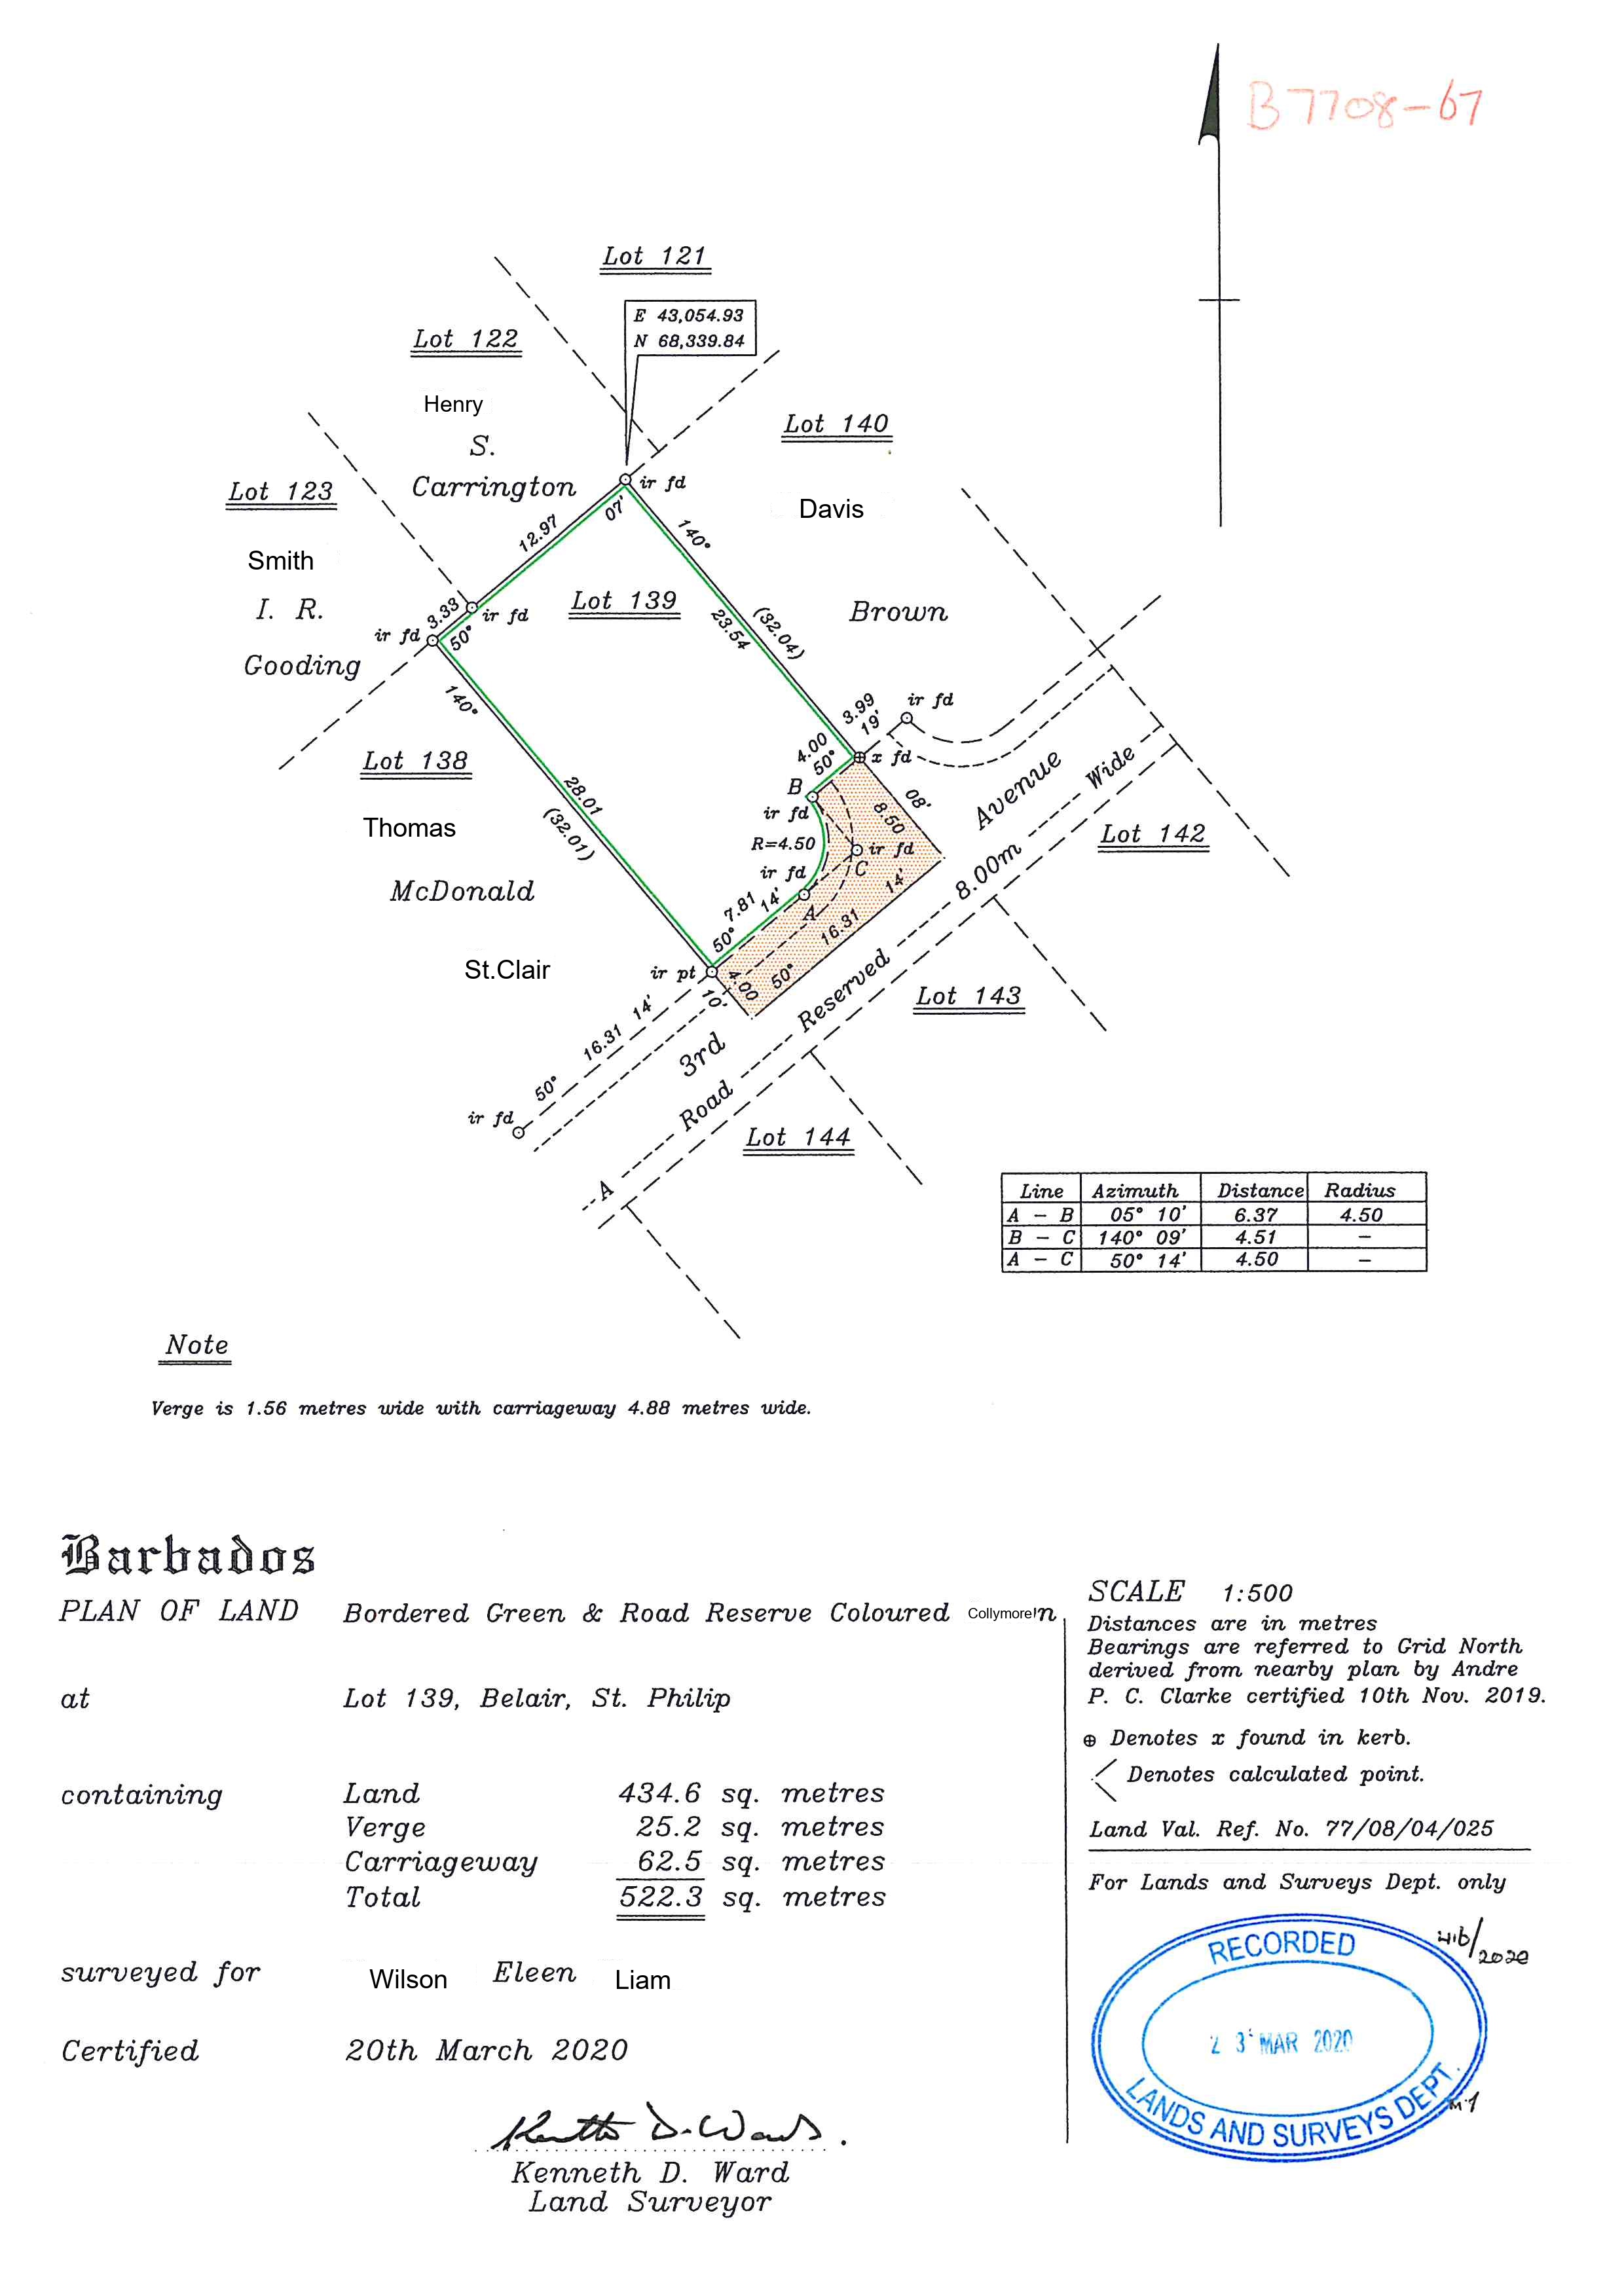 B7708-67
Lot 121
E 43,054.93
N 68,339.84
Lot 122
Henry
S.
Carrington
Lot 140
Davis
Brown
Lot 123
Smith
I. R.
Gooding
ir fd
07'
12.97
140°
3.33
ir fd
ir fd
50°
Lot 139
23.54
(32.04)
140°
Lot 138
Thomas
McDonald
St.Clair
28.01
(32.01)
3.99
19'
ir fd
4.00
50°
x fd
B
ir fd
08'
8.50
R=4.50
ir fd
C
ir fd
A
7.81
14'
50°
14'
16.31
50°
ir pt
4.00
10'
16.31
14'
50°
ir fd
3rd Avenue
A Road Reserved 8.00m Wide
Lot 142
Lot 143
Lot 144
Line Azimuth Distance Radius
A - B 05° 10' 6.37 4.50
B - C 140° 09' 4.51 -
A - C 50° 14' 4.50 -
Note
Verge is 1.56 metres wide with carriageway 4.88 metres wide.
Barbados
PLAN OF LAND Bordered Green & Road Reserve Coloured Collymore n
at Lot 139, Belair, St. Philip
containing Land 434.6 sq. metres
Verge 25.2 sq. metres
Carriageway 62.5 sq. metres
Total 522.3 sq. metres
surveyed for Wilson Eleen Liam
Certified 20th March 2020
Kenneth D. Ward
Kenneth D. Ward
Land Surveyor
SCALE 1:500
Distances are in metres
Bearings are referred to Grid North
derived from nearby plan by Andre
P. C. Clarke certified 10th Nov. 2019.
⊕ Denotes x found in kerb.
Denotes calculated point.
Land Val. Ref. No. 77/08/04/025
For Lands and Surveys Dept. only
416/2020
RECORDED
23 MAR 2020
LANDS AND SURVEYS DEPT.